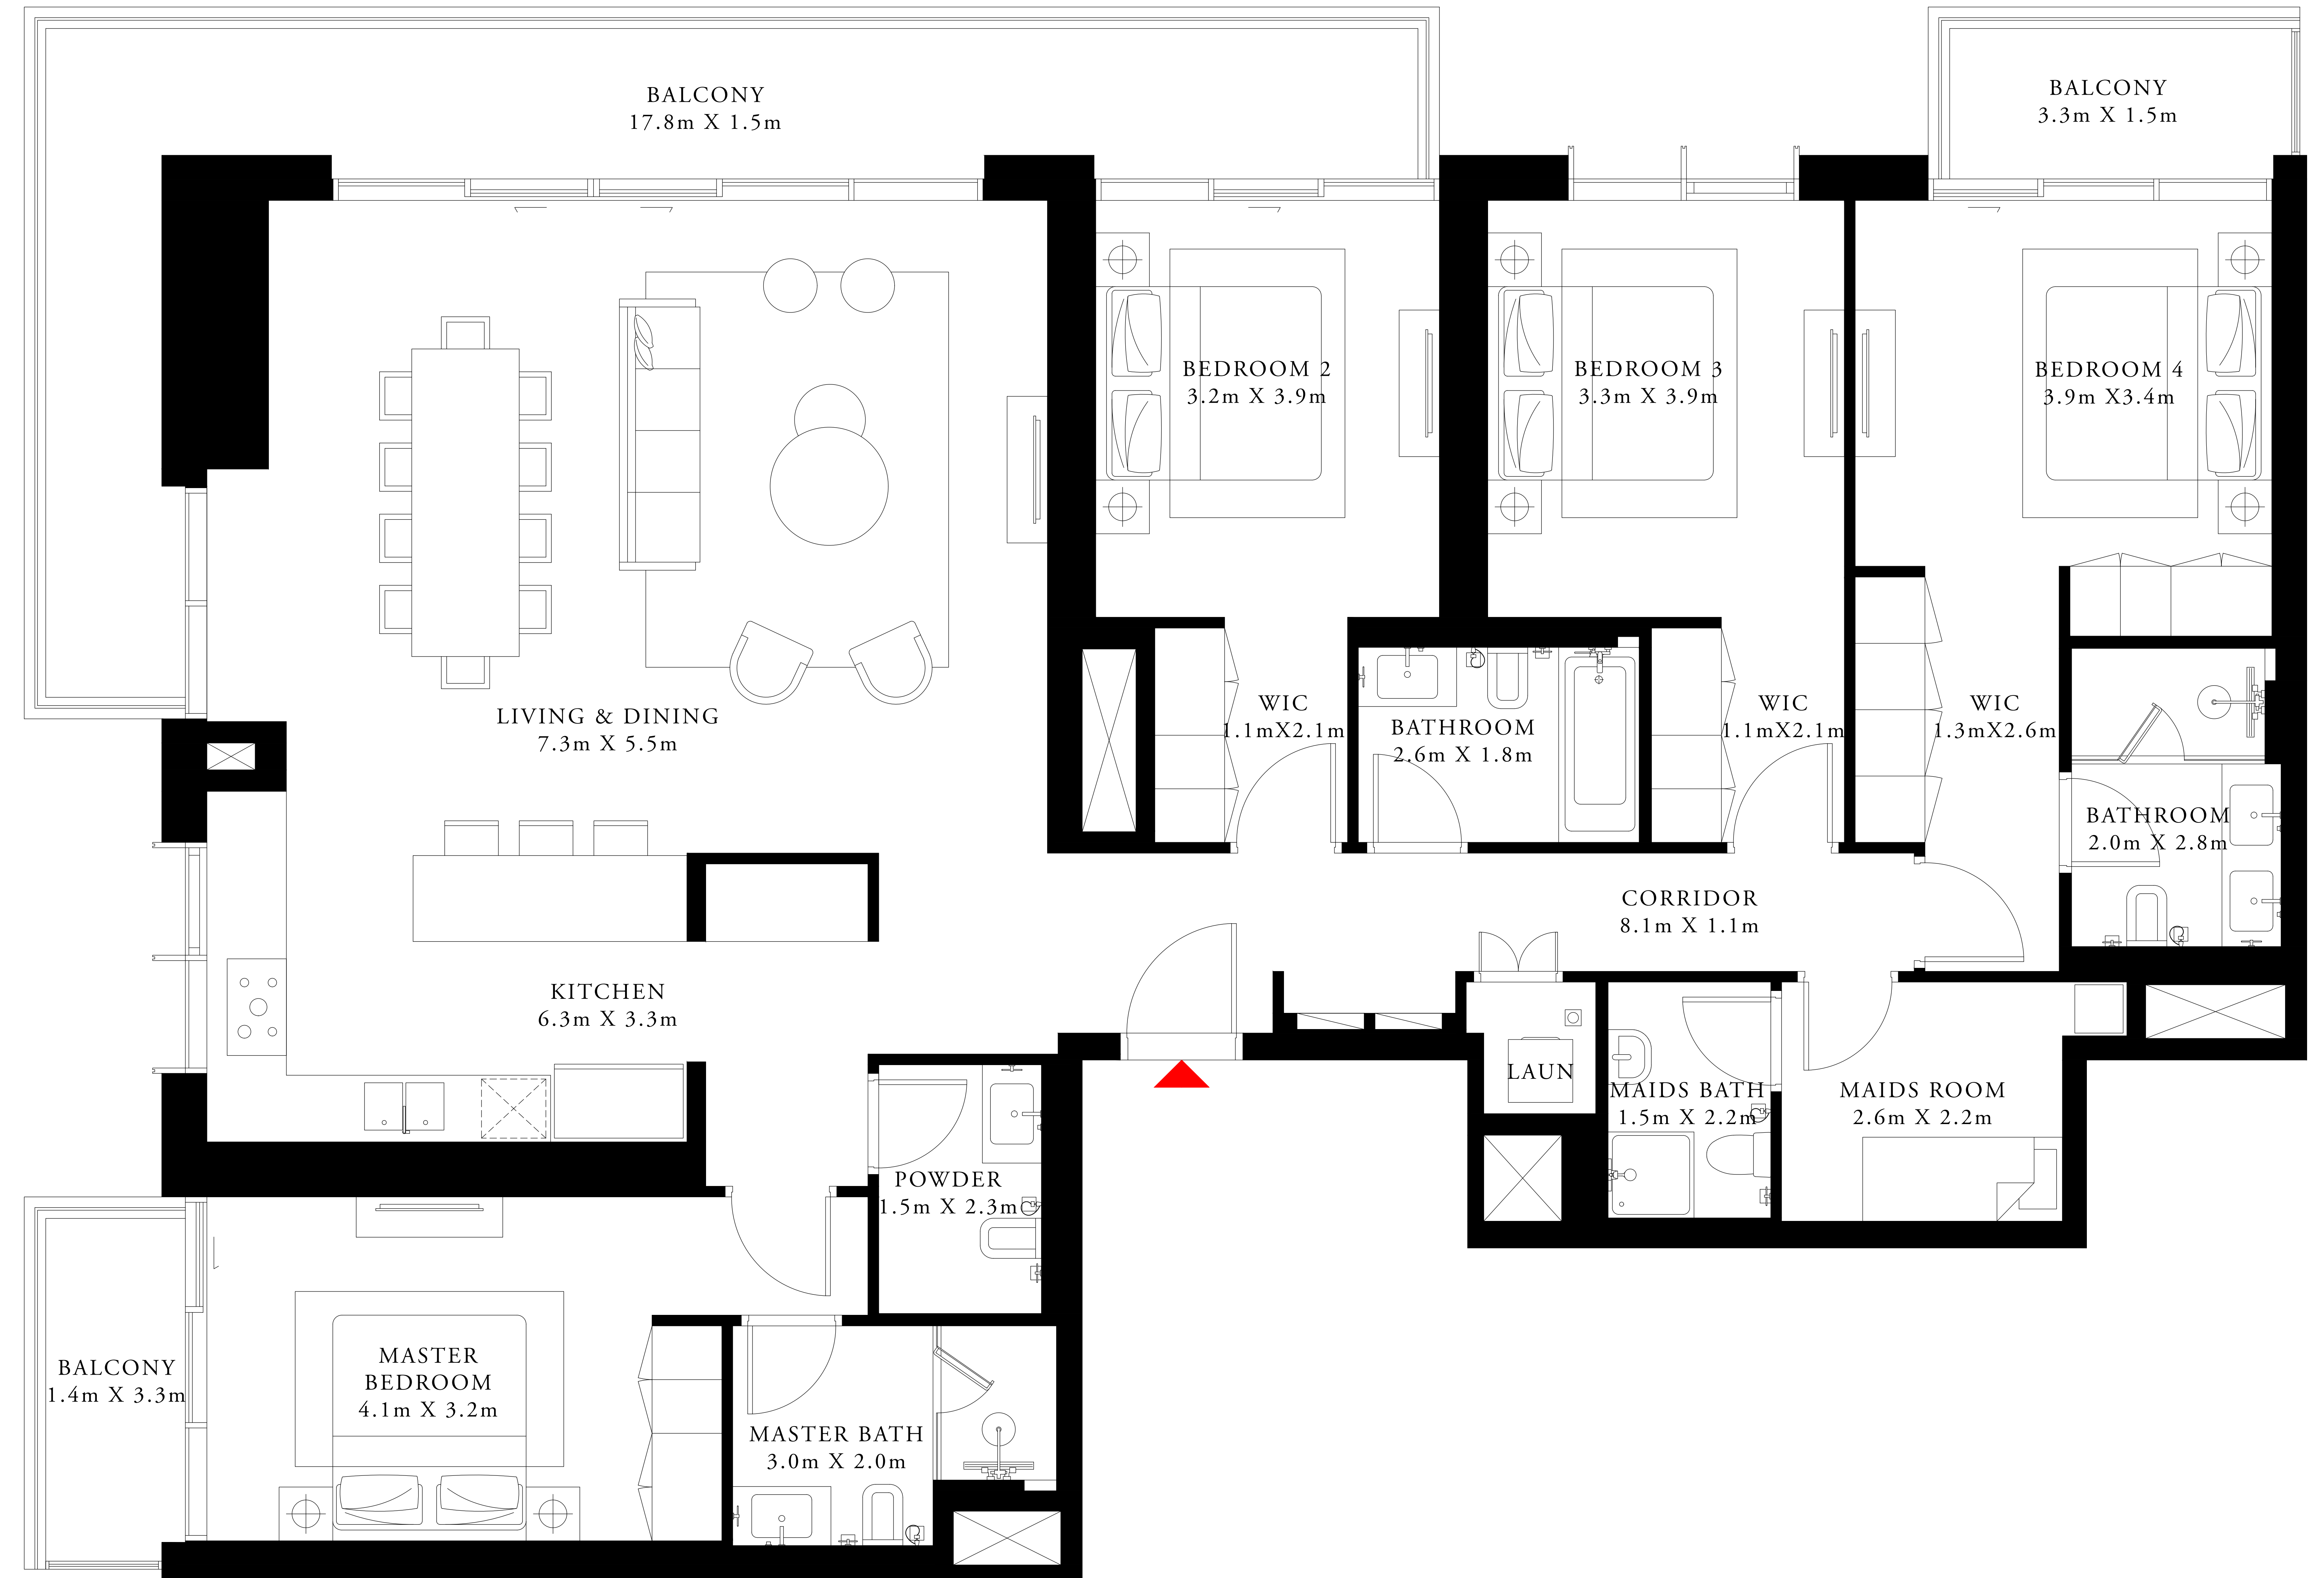 BALCONY
17.8m X 1.5m
BALCONY
3.3m X 1.5m
BEDROOM 2
3.2m X 3.9m
BEDROOM 3
3.3m X 3.9m
BEDROOM 4
3.9m X3.4m
LIVING & DINING
7.3m X 5.5m
WIC
1.1mX2.1m
BATHROOM
2.6m X 1.8m
WIC
1.1mX2.1m
WIC
1.3mX2.6m
BATHROOM
2.0m X 2.8m
CORRIDOR
8.1m X 1.1m
KITCHEN
6.3m X 3.3m
LAUN
MAIDS BATH
1.5m X 2.2m
MAIDS ROOM
2.6m X 2.2m
POWDER
1.5m X 2.3m
BALCONY
1.4m X 3.3m
MASTER
BEDROOM
4.1m X 3.2m
MASTER BATH
3.0m X 2.0m